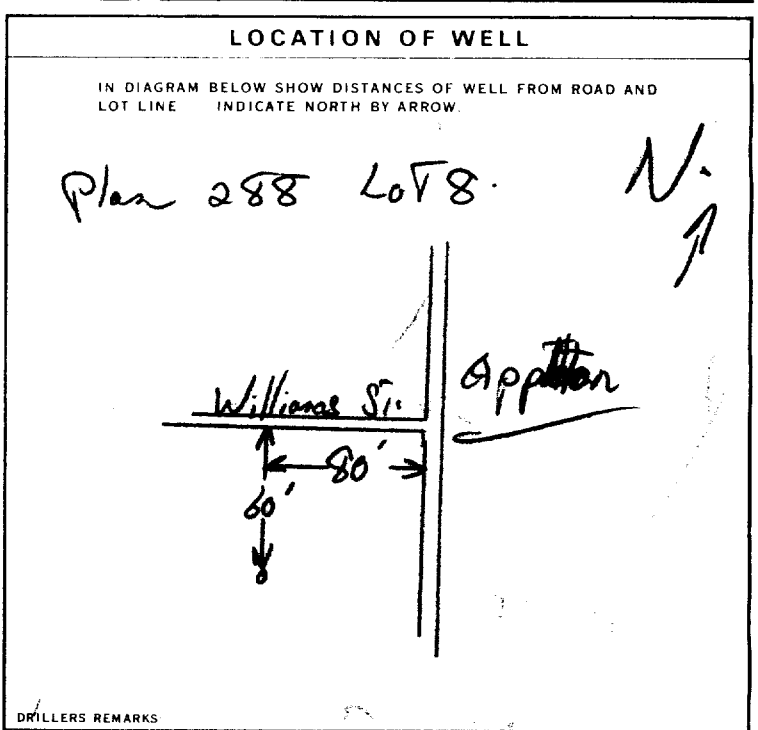 LOCATION OF WELL
IN DIAGRAM BELOW SHOW DISTANCES OF WELL FROM ROAD AND
LOT LINE INDICATE NORTH BY ARROW.
Plan 288 LOT 8.
N.
Williams St.
80'
60'
DRILLERS REMARKS